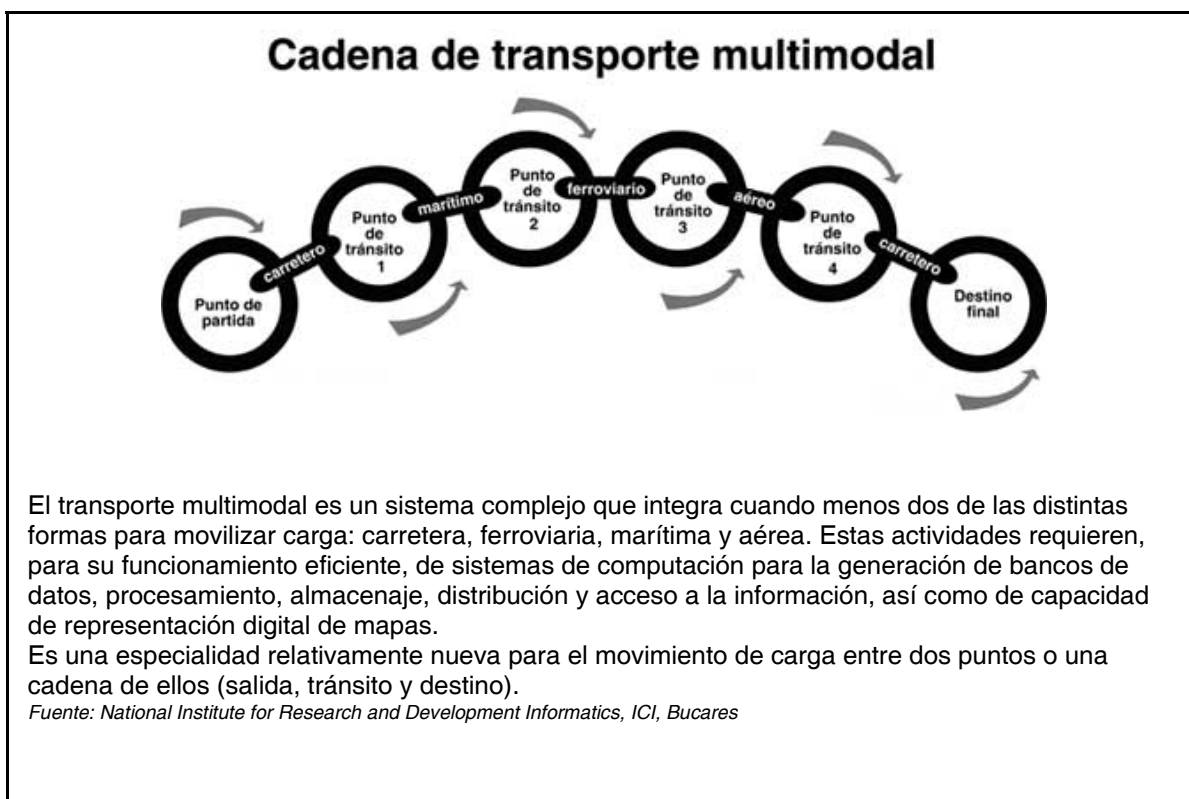 Cadena de transporte multimodal
Punto de
partida
carretero
Punto
de
tránsito
1
marítimo
Punto
de
tránsito
2
ferroviario
Punto
de
tránsito
3
aéreo
Punto
de
tránsito
4
carretero
Destino
final
El transporte multimodal es un sistema complejo que integra cuando menos dos de las distintas
formas para movilizar carga: carretera, ferroviaria, marítima y aérea. Estas actividades requieren,
para su funcionamiento eficiente, de sistemas de computación para la generación de bancos de
datos, procesamiento, almacenaje, distribución y acceso a la información, así como de capacidad
de representación digital de mapas.
Es una especialidad relativamente nueva para el movimiento de carga entre dos puntos o una
cadena de ellos (salida, tránsito y destino).
Fuente: National Institute for Research and Development Informatics, ICI, Bucares